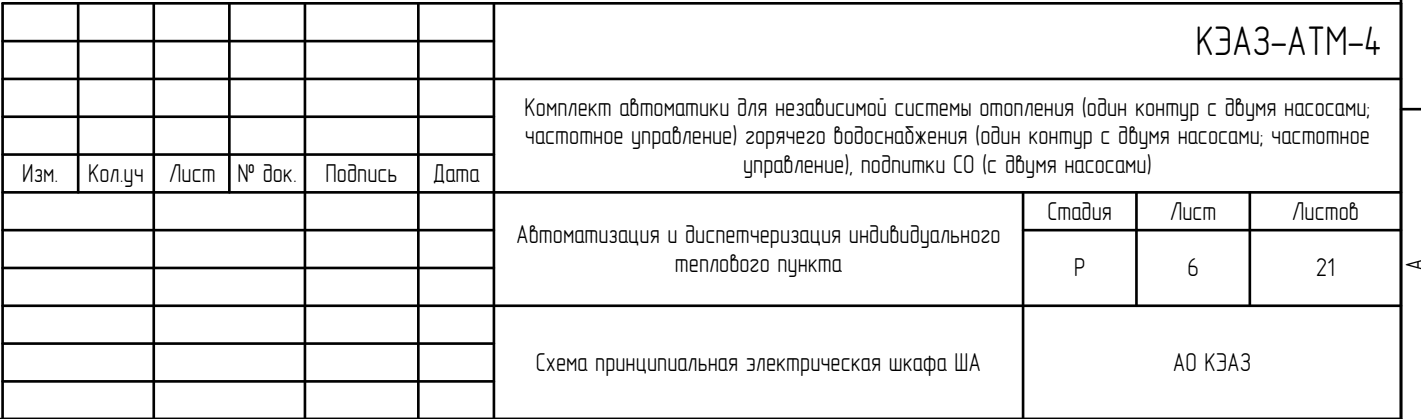 КЭАЗ-АТМ-4
Комплект автоматики для независимой системы отопления (один контур с двумя насосами;
частотное управление) горячего водоснабжения (один контур с двумя насосами; частотное
управление), подпитки СО (с двумя насосами)
Изм. Кол.уч Лист № док. Подпись Дата
Автоматизация и диспетчеризация индивидуального
теплового пункта
Стадия Лист Листов
Р 6 21
Схема принципиальная электрическая шкафа ША
АО КЭАЗ
A